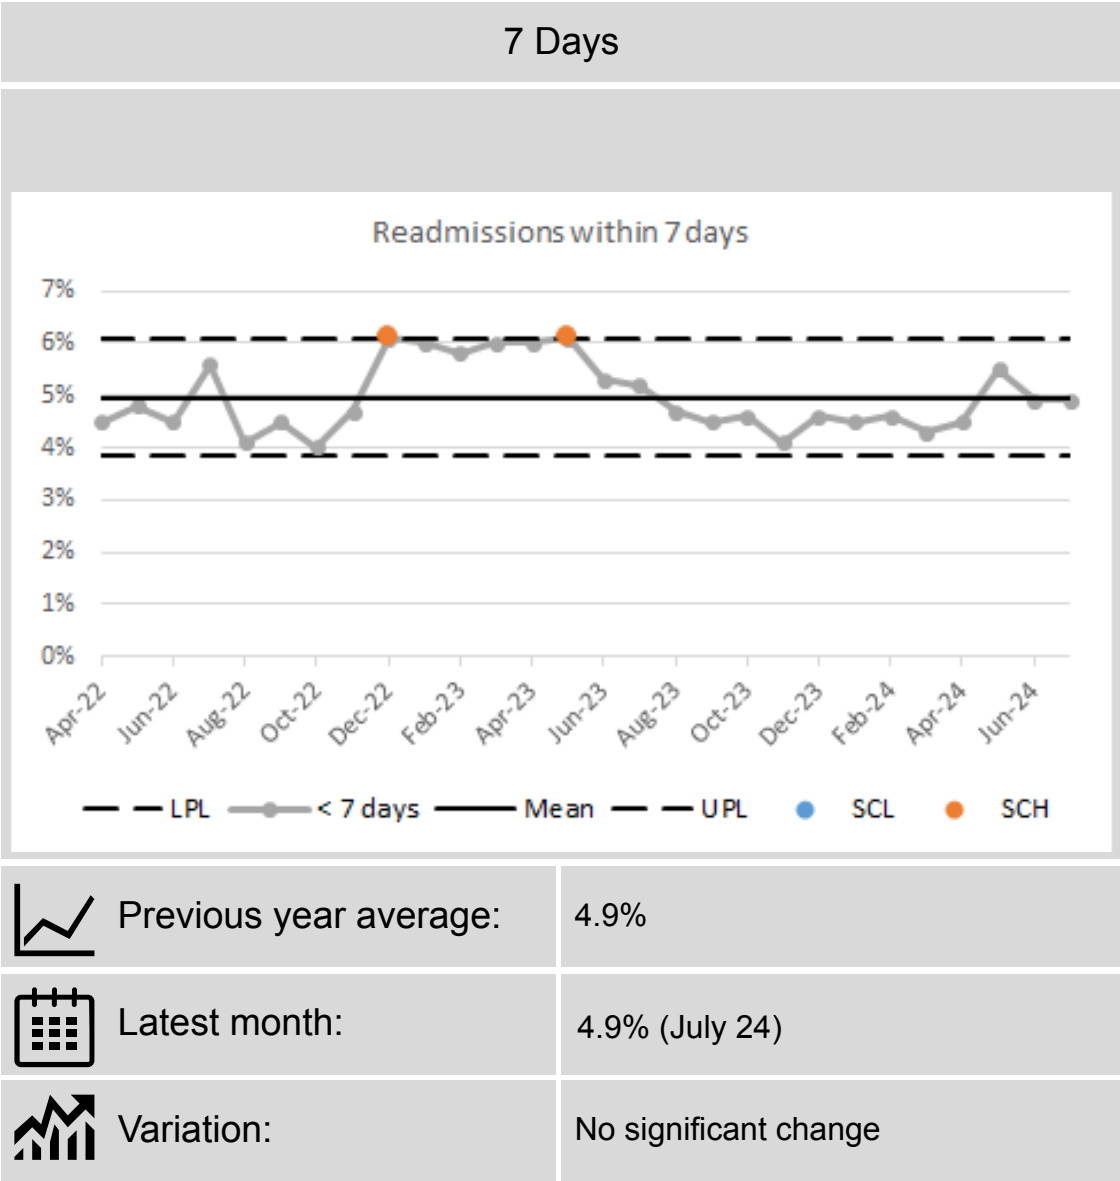 7 Days
Readmissions within 7 days
7%
6%
5%
4%
3%
2%
1%
0%
Apr-22 Jun-22 Aug-22 Oct-22 Dec-22 Feb-23 Apr-23 Jun-23 Aug-23 Oct-23 Dec-23 Feb-24 Apr-24 Jun-24
LPL < 7 days Mean UPL SCL SCH
Previous year average: 4.9%
Latest month: 4.9% (July 24)
Variation: No significant change